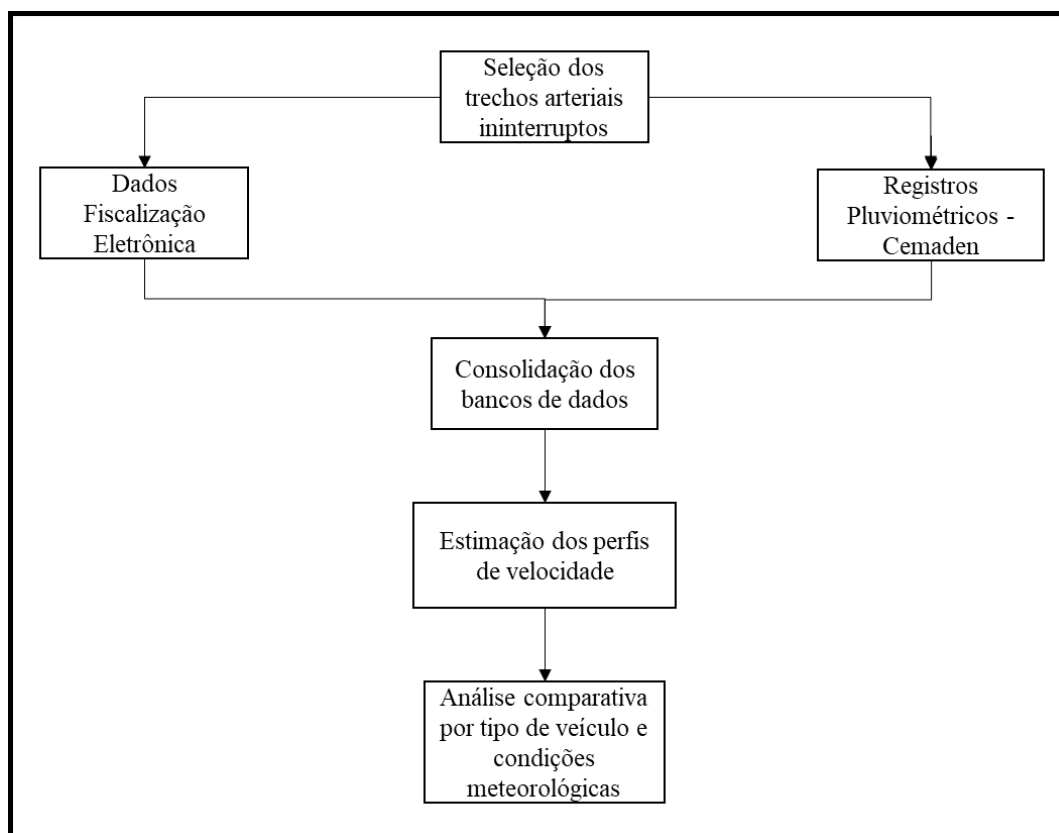 Seleção dos
trechos arteriais
ininterruptos
Dados
Fiscalização
Eletrônica
Registros
Pluviométricos -
Cemaden
Consolidação dos
bancos de dados
Estimação dos perfis
de velocidade
Análise comparativa
por tipo de veículo e
condições
meteorológicas